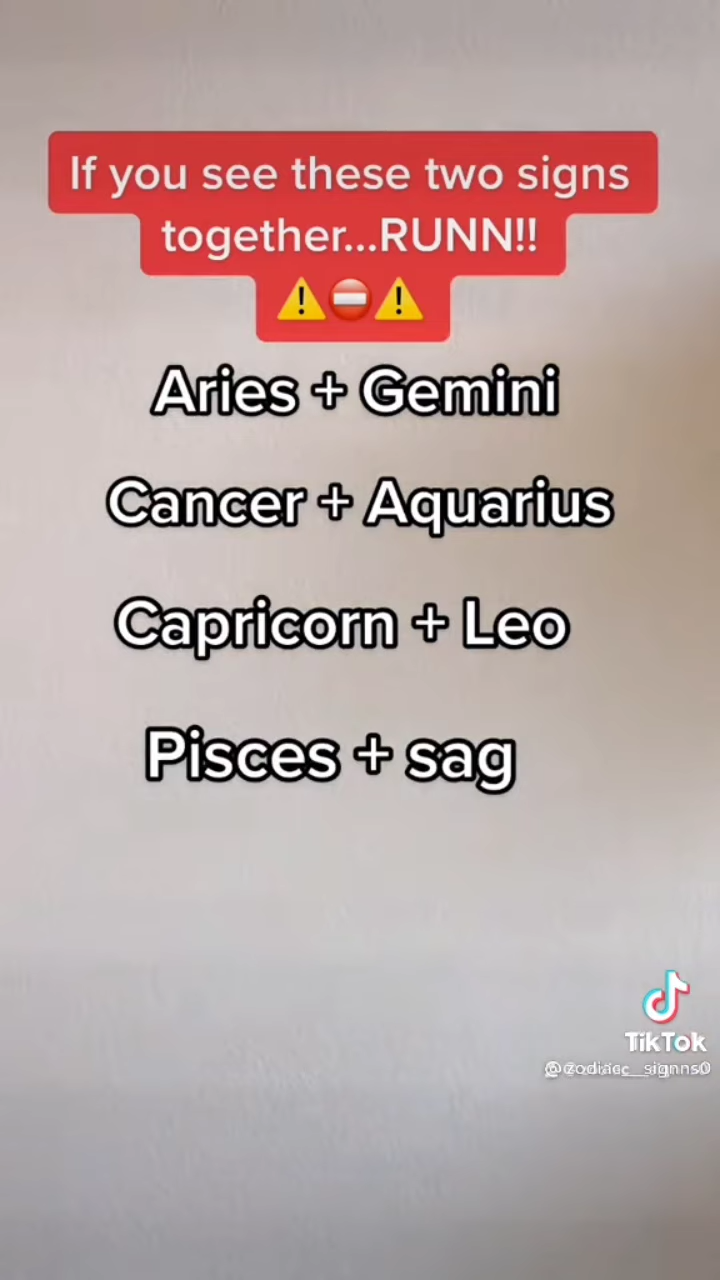 If you see these two signs
together...RUNN!!
⚠️⛔⚠️
Aries + Gemini
Cancer + Aquarius
Capricorn + Leo
Pisces + sag
TikTok